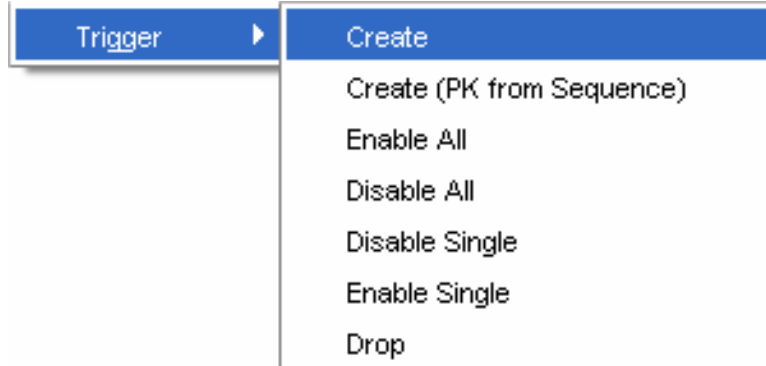 Trigger
Create
Create (PK from Sequence)
Enable All
Disable All
Disable Single
Enable Single
Drop